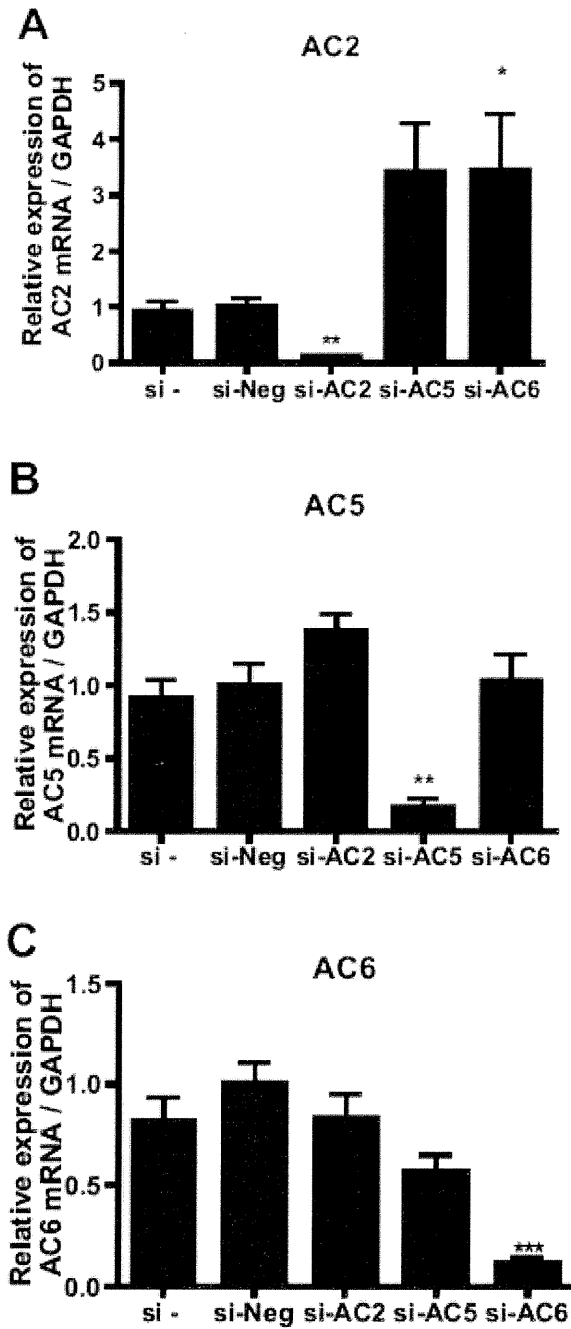 A
AC2
Relative expression of
AC2 mRNA / GAPDH
5
4
3
2
1
0
**
*
si - si-Neg si-AC2 si-AC5 si-AC6
B
AC5
Relative expression of
AC5 mRNA / GAPDH
2.0
1.5
1.0
0.5
0.0
**
si - si-Neg si-AC2 si-AC5 si-AC6
C
AC6
Relative expression of
AC6 mRNA / GAPDH
1.5
1.0
0.5
0.0
***
si - si-Neg si-AC2 si-AC5 si-AC6